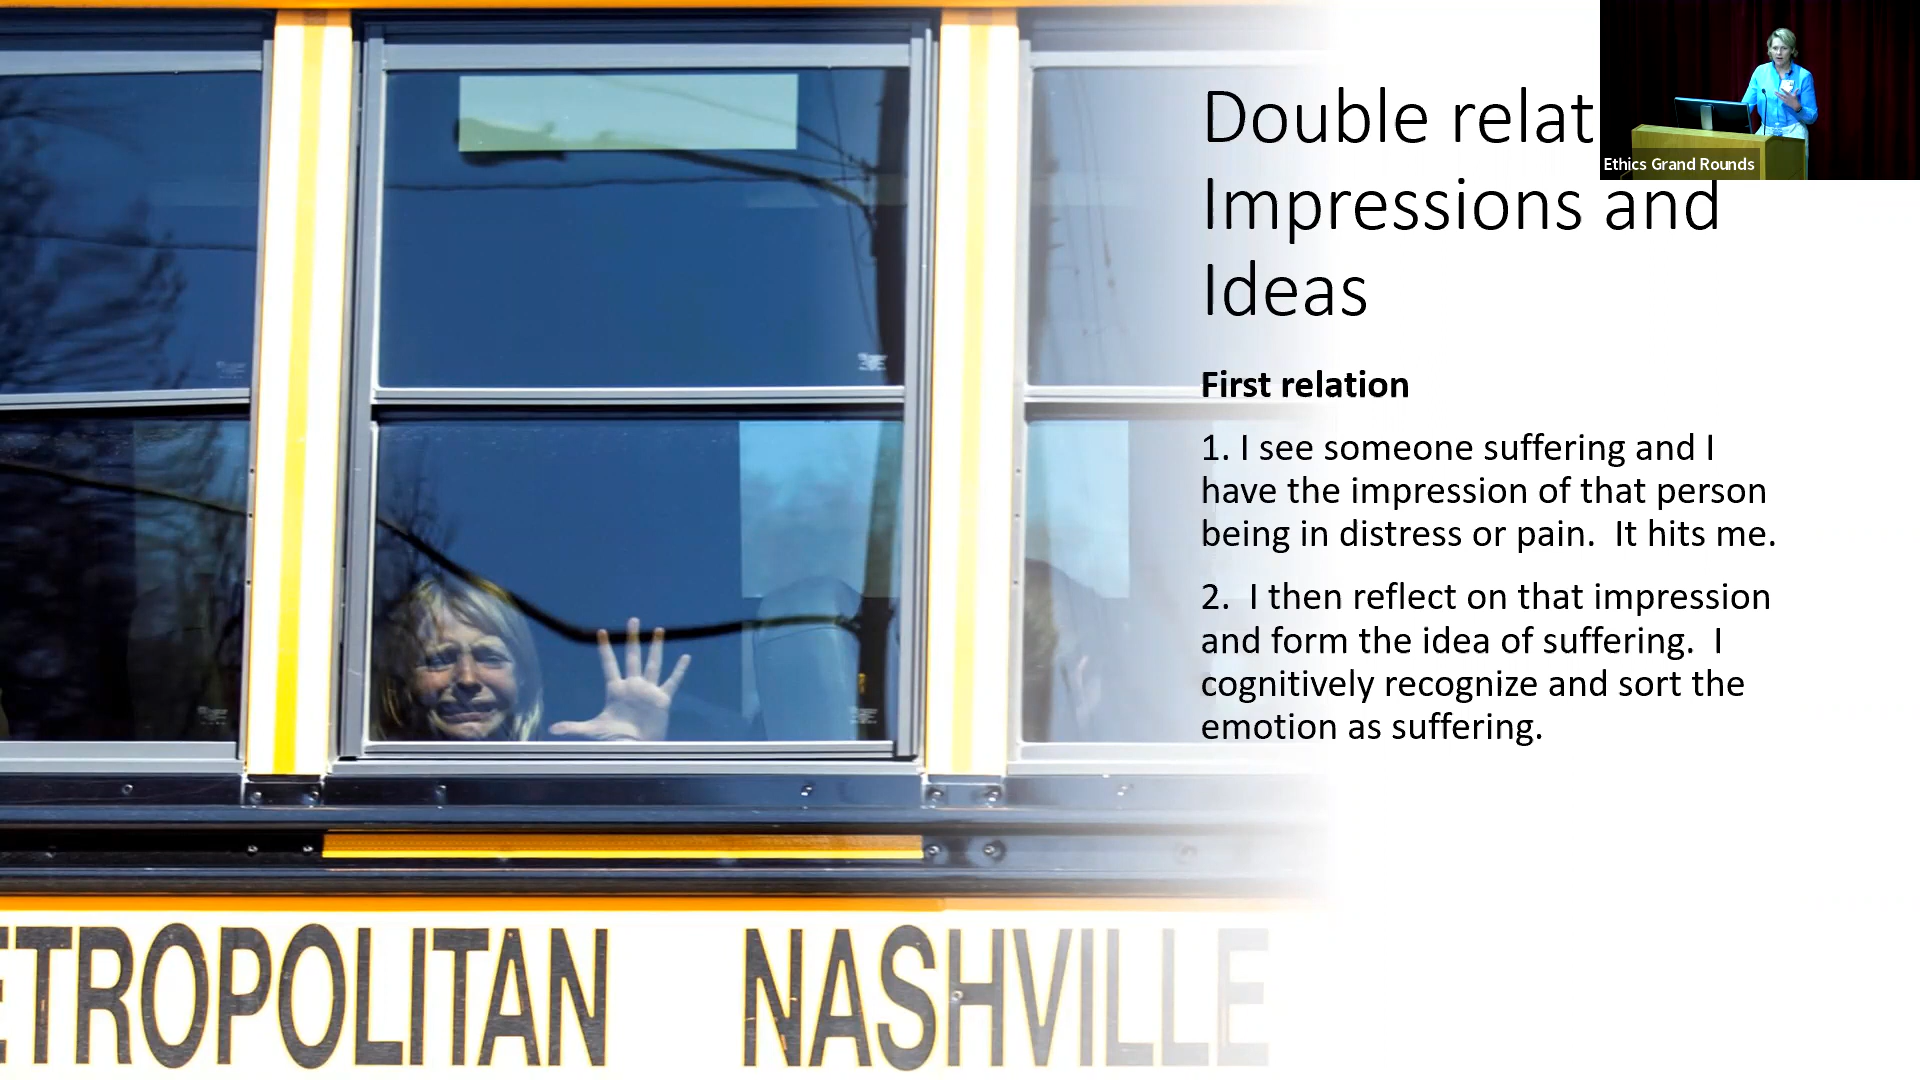 Double relat
Impressions and
Ideas
Ethics Grand Rounds
First relation
1. I see someone suffering and I
have the impression of that person
being in distress or pain.  It hits me.
2.  I then reflect on that impression
and form the idea of suffering.  I
cognitively recognize and sort the
emotion as suffering.
ETROPOLITAN NASHVILLE